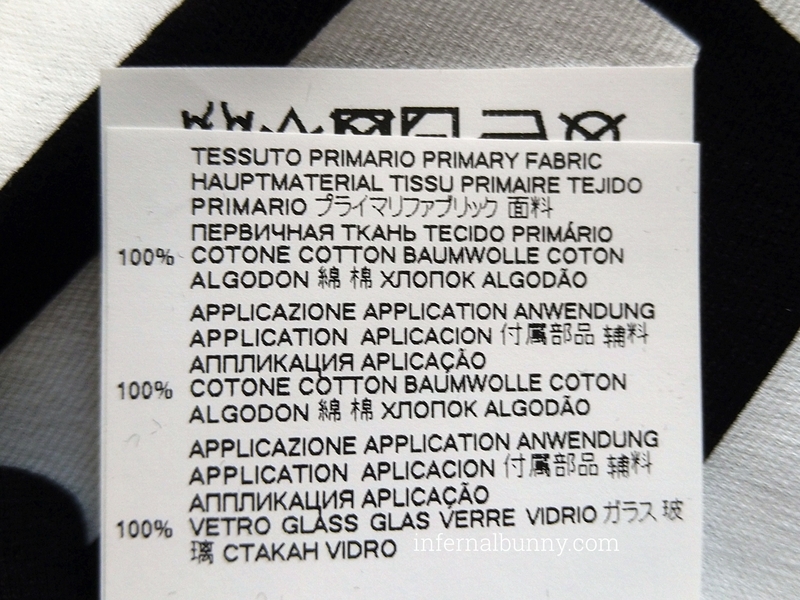 TESSUTO PRIMARIO PRIMARY FABRIC
HAUPTMATERIAL TISSU PRIMAIRE TEJIDO
PRIMARIO プライマリファブリック 面料
ПЕРВИЧНАЯ ТКАНЬ TECIDO PRIMÁRIO
100% COTONE COTTON BAUMWOLLE COTON
ALGODON 綿 棉 ХЛОПОК ALGODÃO
APPLICAZIONE APPLICATION ANWENDUNG
APPLICATION APLICACION 付属部品 辅料
АППЛИКАЦИЯ APLICAÇÃO
100% COTONE COTTON BAUMWOLLE COTON
ALGODON 綿 棉 ХЛОПОК ALGODÃO
APPLICAZIONE APPLICATION ANWENDUNG
APPLICATION APLICACION 付属部品 辅料
АППЛИКАЦИЯ APLICAÇÃO
100% VETRO GLASS GLAS VERRE VIDRIO ガラス 玻
璃 СТАКАН VIDRO
infernalbunny.com